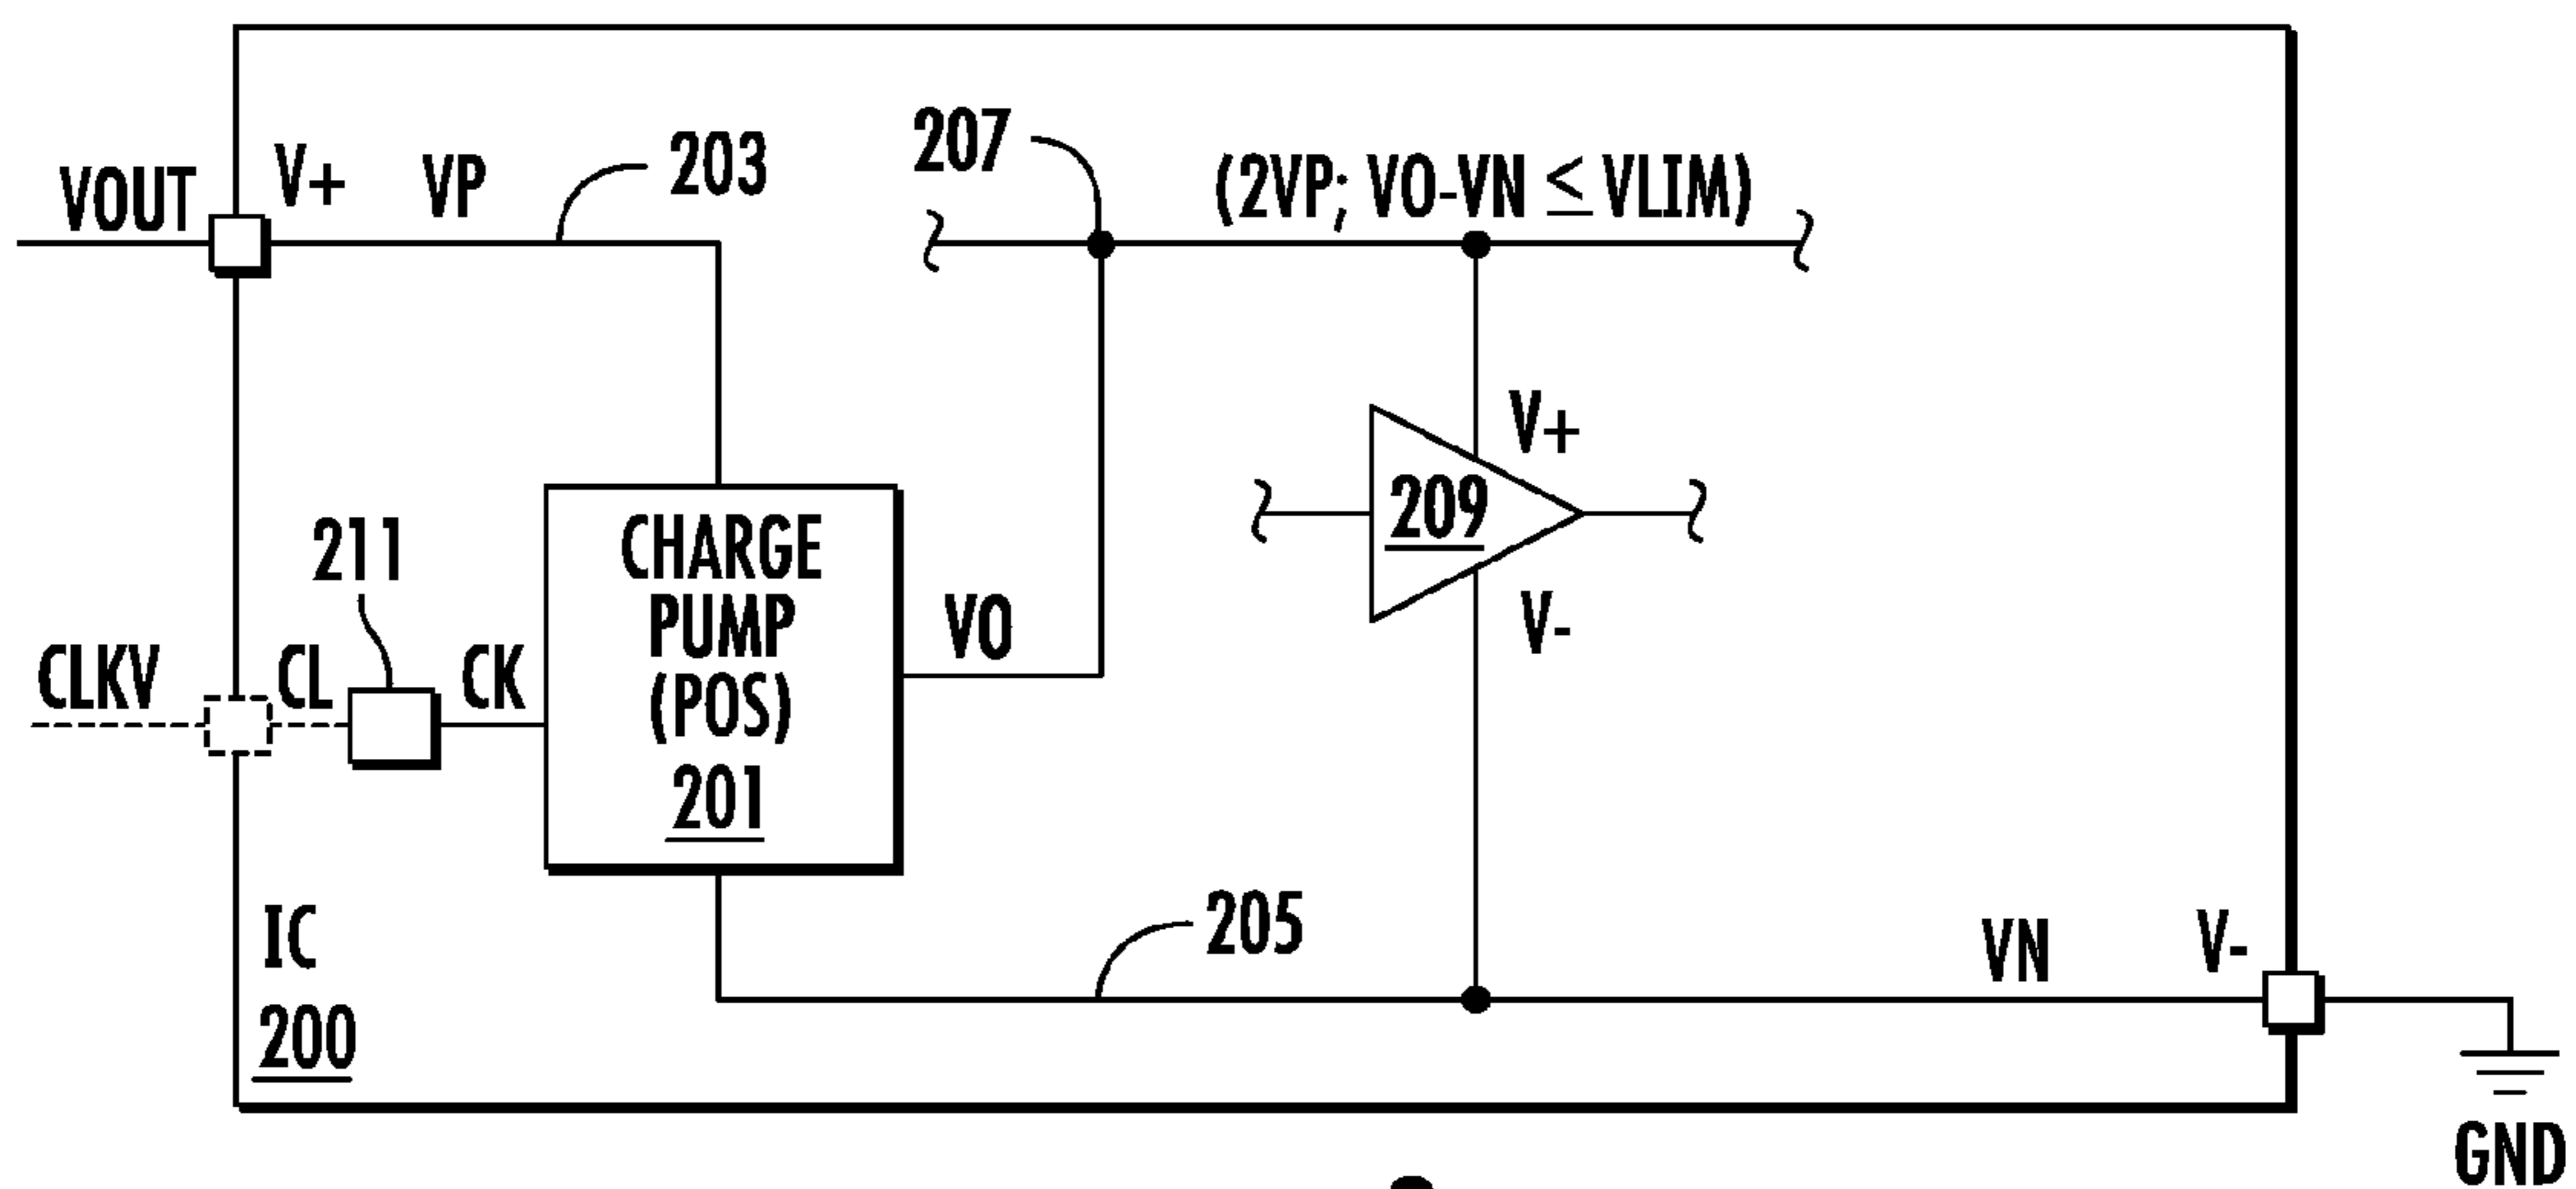 VOUT
V+
VP
203
207
(2VP; VO-VN ≤ VLIM)
V+
209
V-
211
CLKV
CL
CK
CHARGE
PUMP
(POS)
201
VO
205
IC
200
VN
V-
GND